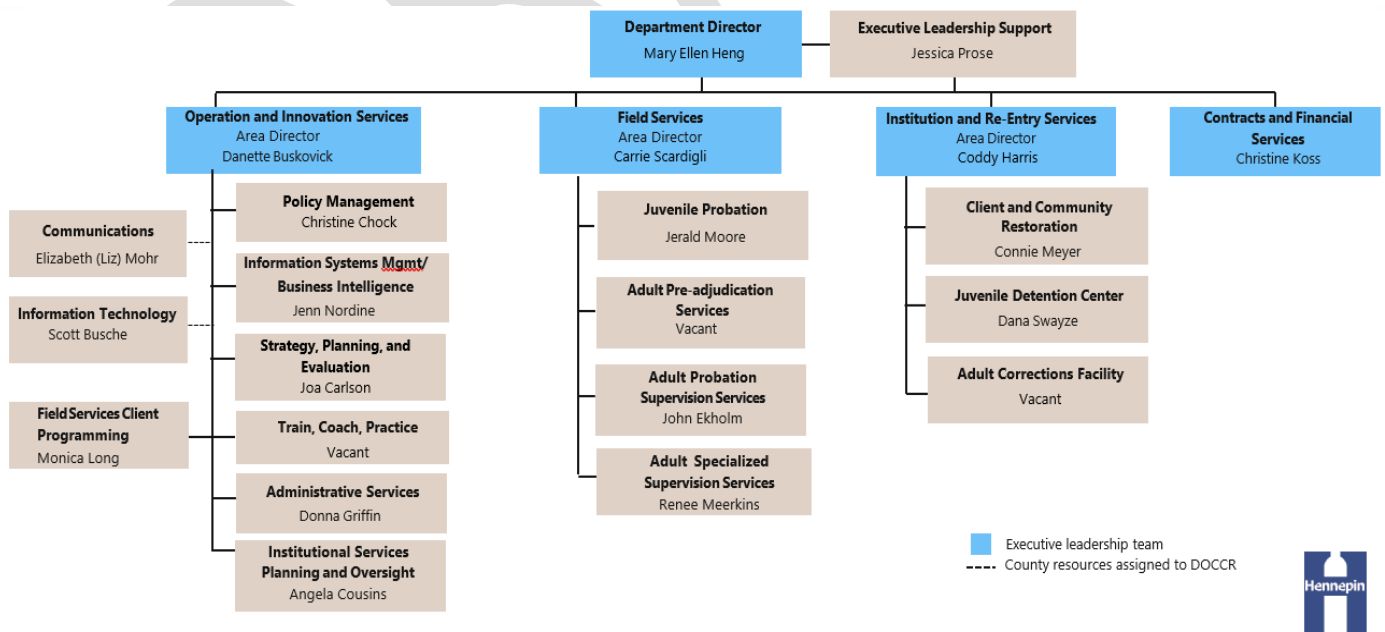 Department Director
Mary Ellen Heng
Executive Leadership Support
Jessica Prose
Operation and Innovation Services
Area Director
Danette Buskovick
Field Services
Area Director
Carrie Scardigli
Institution and Re-Entry Services
Area Director
Coddy Harris
Contracts and Financial
Services
Christine Koss
Communications
Elizabeth (Liz) Mohr
Information Technology
Scott Busche
Field Services Client
Programming
Monica Long
Policy Management
Christine Chock
Information Systems Mgmt/
Business Intelligence
Jenn Nordine
Strategy, Planning, and
Evaluation
Joa Carlson
Train, Coach, Practice
Vacant
Administrative Services
Donna Griffin
Institutional Services
Planning and Oversight
Angela Cousins
Juvenile Probation
Jerald Moore
Adult Pre-adjudication
Services
Vacant
Adult Probation
Supervision Services
John Ekholm
Adult Specialized
Supervision Services
Renee Meerkins
Client and Community
Restoration
Connie Meyer
Juvenile Detention Center
Dana Swayze
Adult Corrections Facility
Vacant
Executive leadership team
County resources assigned to DOCCR
Hennepin